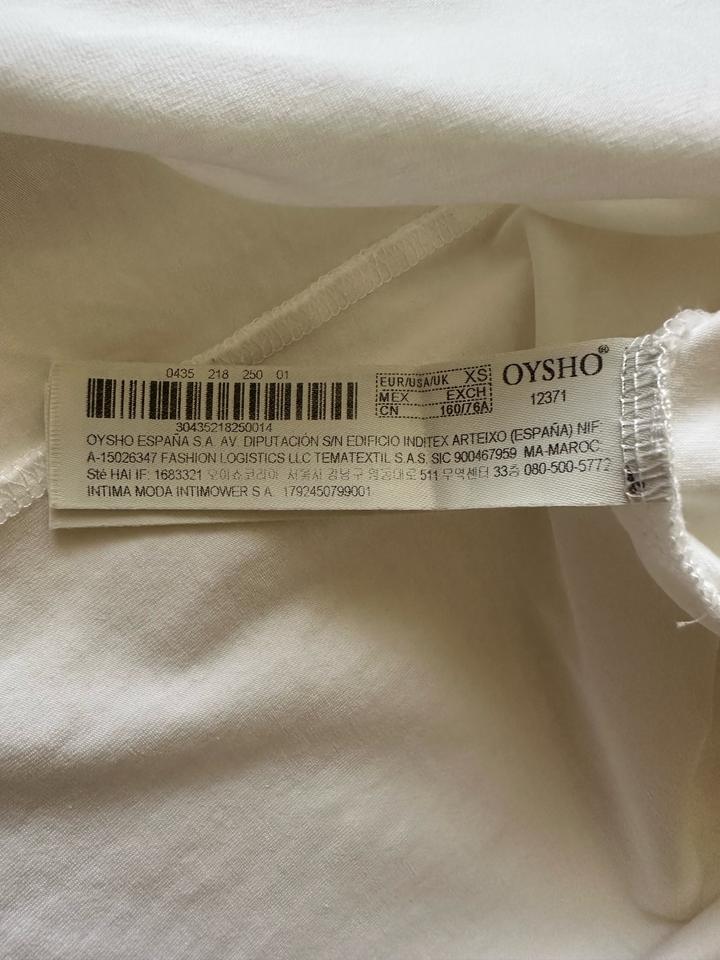 0435 218 250 01
30435218250014
EUR/USA/UK XS
MEX EXCH
CN 160/76A
OYSHO®
12371
OYSHO ESPAÑA S.A. AV. DIPUTACIÓN S/N EDIFICIO INDITEX ARTEIXO (ESPAÑA) NIF:
A-15026347 FASHION LOGISTICS LLC TEMATEXTIL S.A.S. SIC 900467959 MA-MAROC
Sté HAI IF: 1683321 오이쇼코리아 서울시 강남구 영동대로 511 무역센터 33층 080-500-5772
INTIMA MODA INTIMOWER S A. 1792450799001